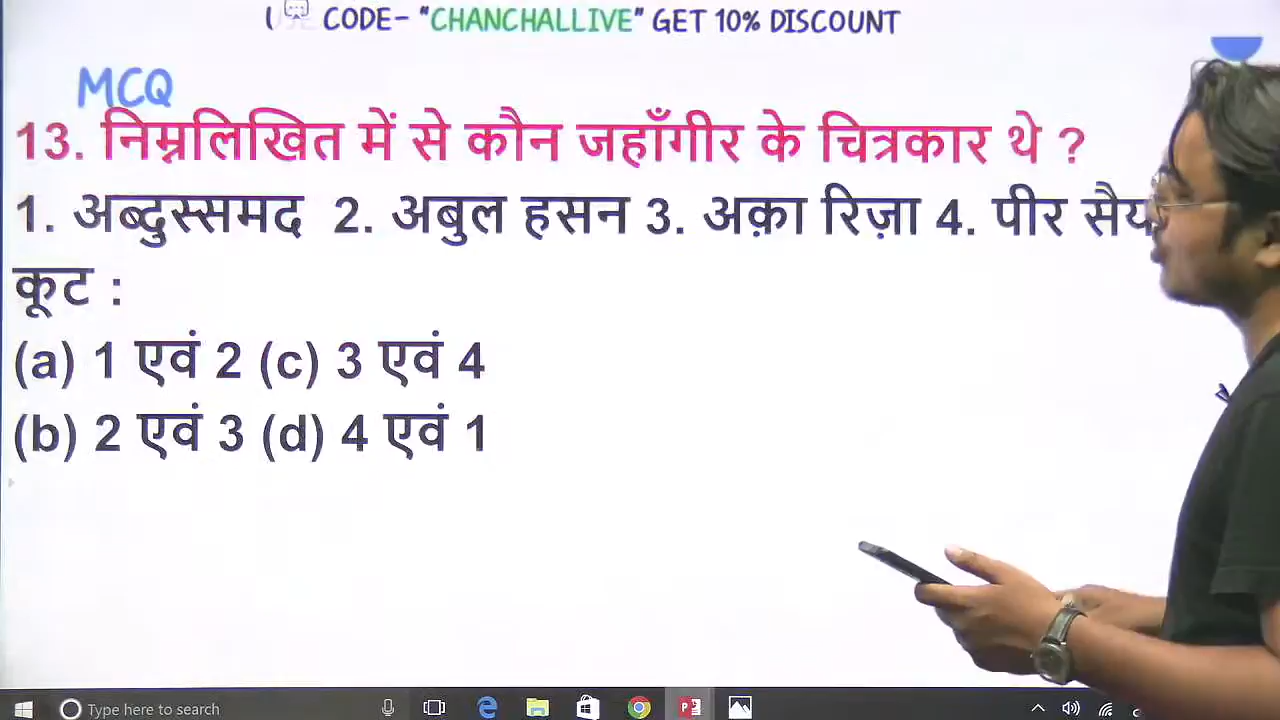 CODE- "CHANCHALLIVE" GET 10% DISCOUNT
MCQ
13. निम्नलिखित में से कौन जहाँगीर के चित्रकार थे ?
1. अब्दुस्समद 2. अबुल हसन 3. अक़ा रिज़ा 4. पीर
कूट :
(a) 1 एवं 2 (c) 3 एवं 4
(b) 2 एवं 3 (d) 4 एवं 1
Type here to search